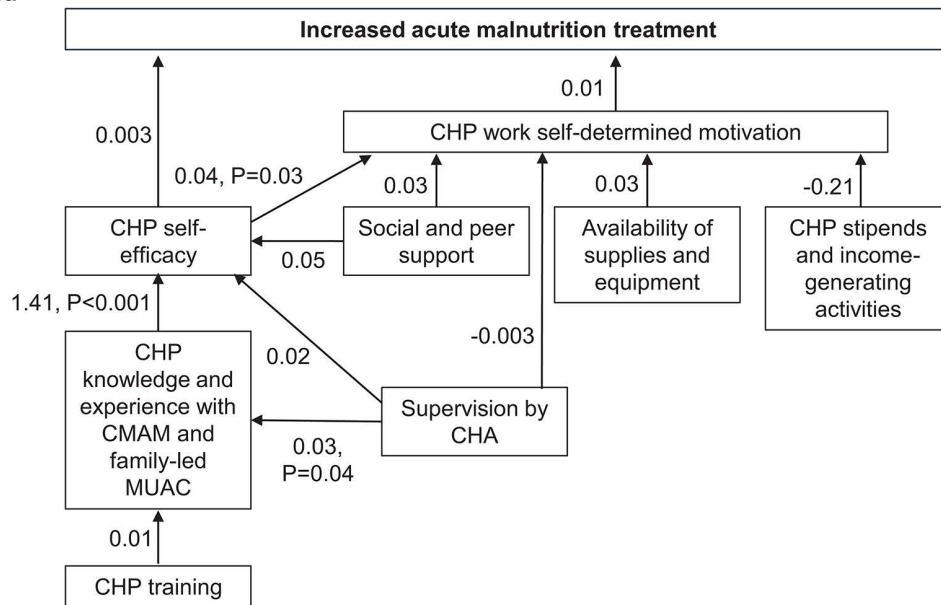 Increased acute malnutrition treatment
0.003
0.01
CHP work self-determined motivation
0.04, P=0.03
0.03
0.03
-0.21
CHP self-
efficacy
0.05
Social and peer
support
Availability of
supplies and
equipment
CHP stipends
and income-
generating
activities
1.41, P<0.001
0.02
-0.003
CHP
knowledge and
experience with
CMAM and
family-led
MUAC
Supervision by
CHA
0.03,
P=0.04
0.01
CHP training